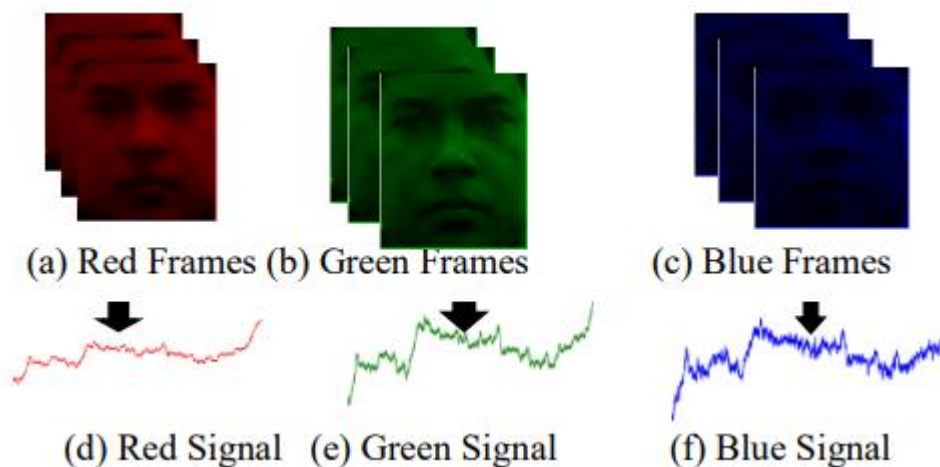 (a) Red Frames (b) Green Frames (c) Blue Frames
(d) Red Signal (e) Green Signal (f) Blue Signal